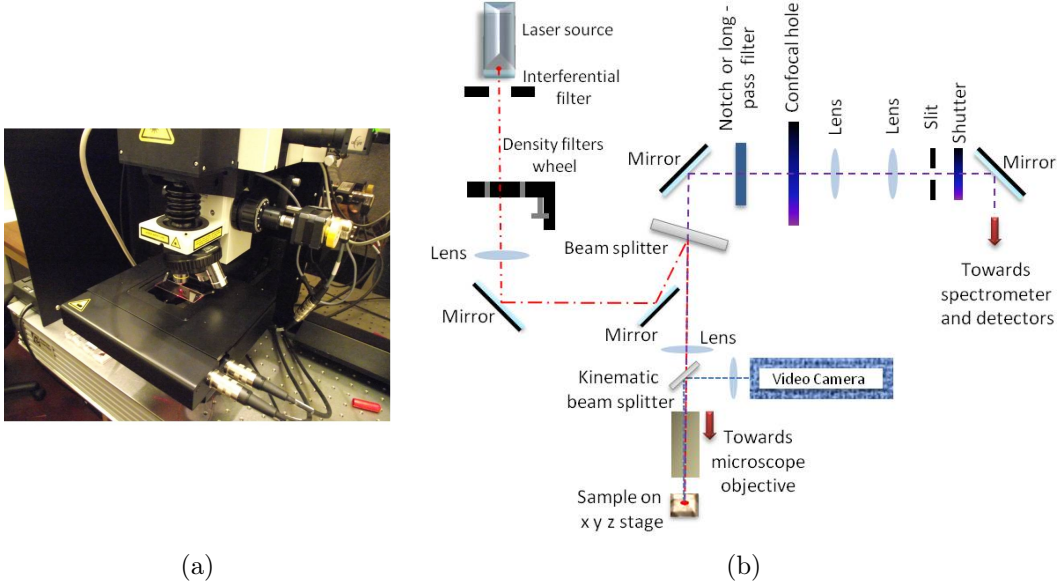 Laser source
Interferential
filter
Density filters
wheel
Lens
Mirror
Mirror
Beam splitter
Mirror
Notch or long -
pass filter
Confocal hole
Lens
Lens
Slit
Shutter
Mirror
Towards
spectrometer
and detectors
Lens
Kinematic
beam splitter
Video Camera
Towards
microscope
objective
Sample on
x y z stage
(a)
(b)